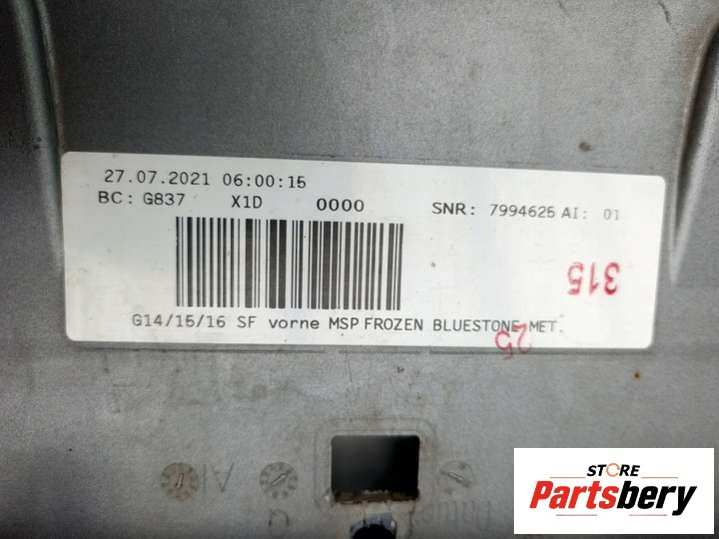 27.07.2021 06:00:15
BC: G837 X1D 0000 SNR: 7994625 AI: 01
315
G14/15/16 SF vorne MSP FROZEN BLUESTONE MET.
25
STORE
Partsbery